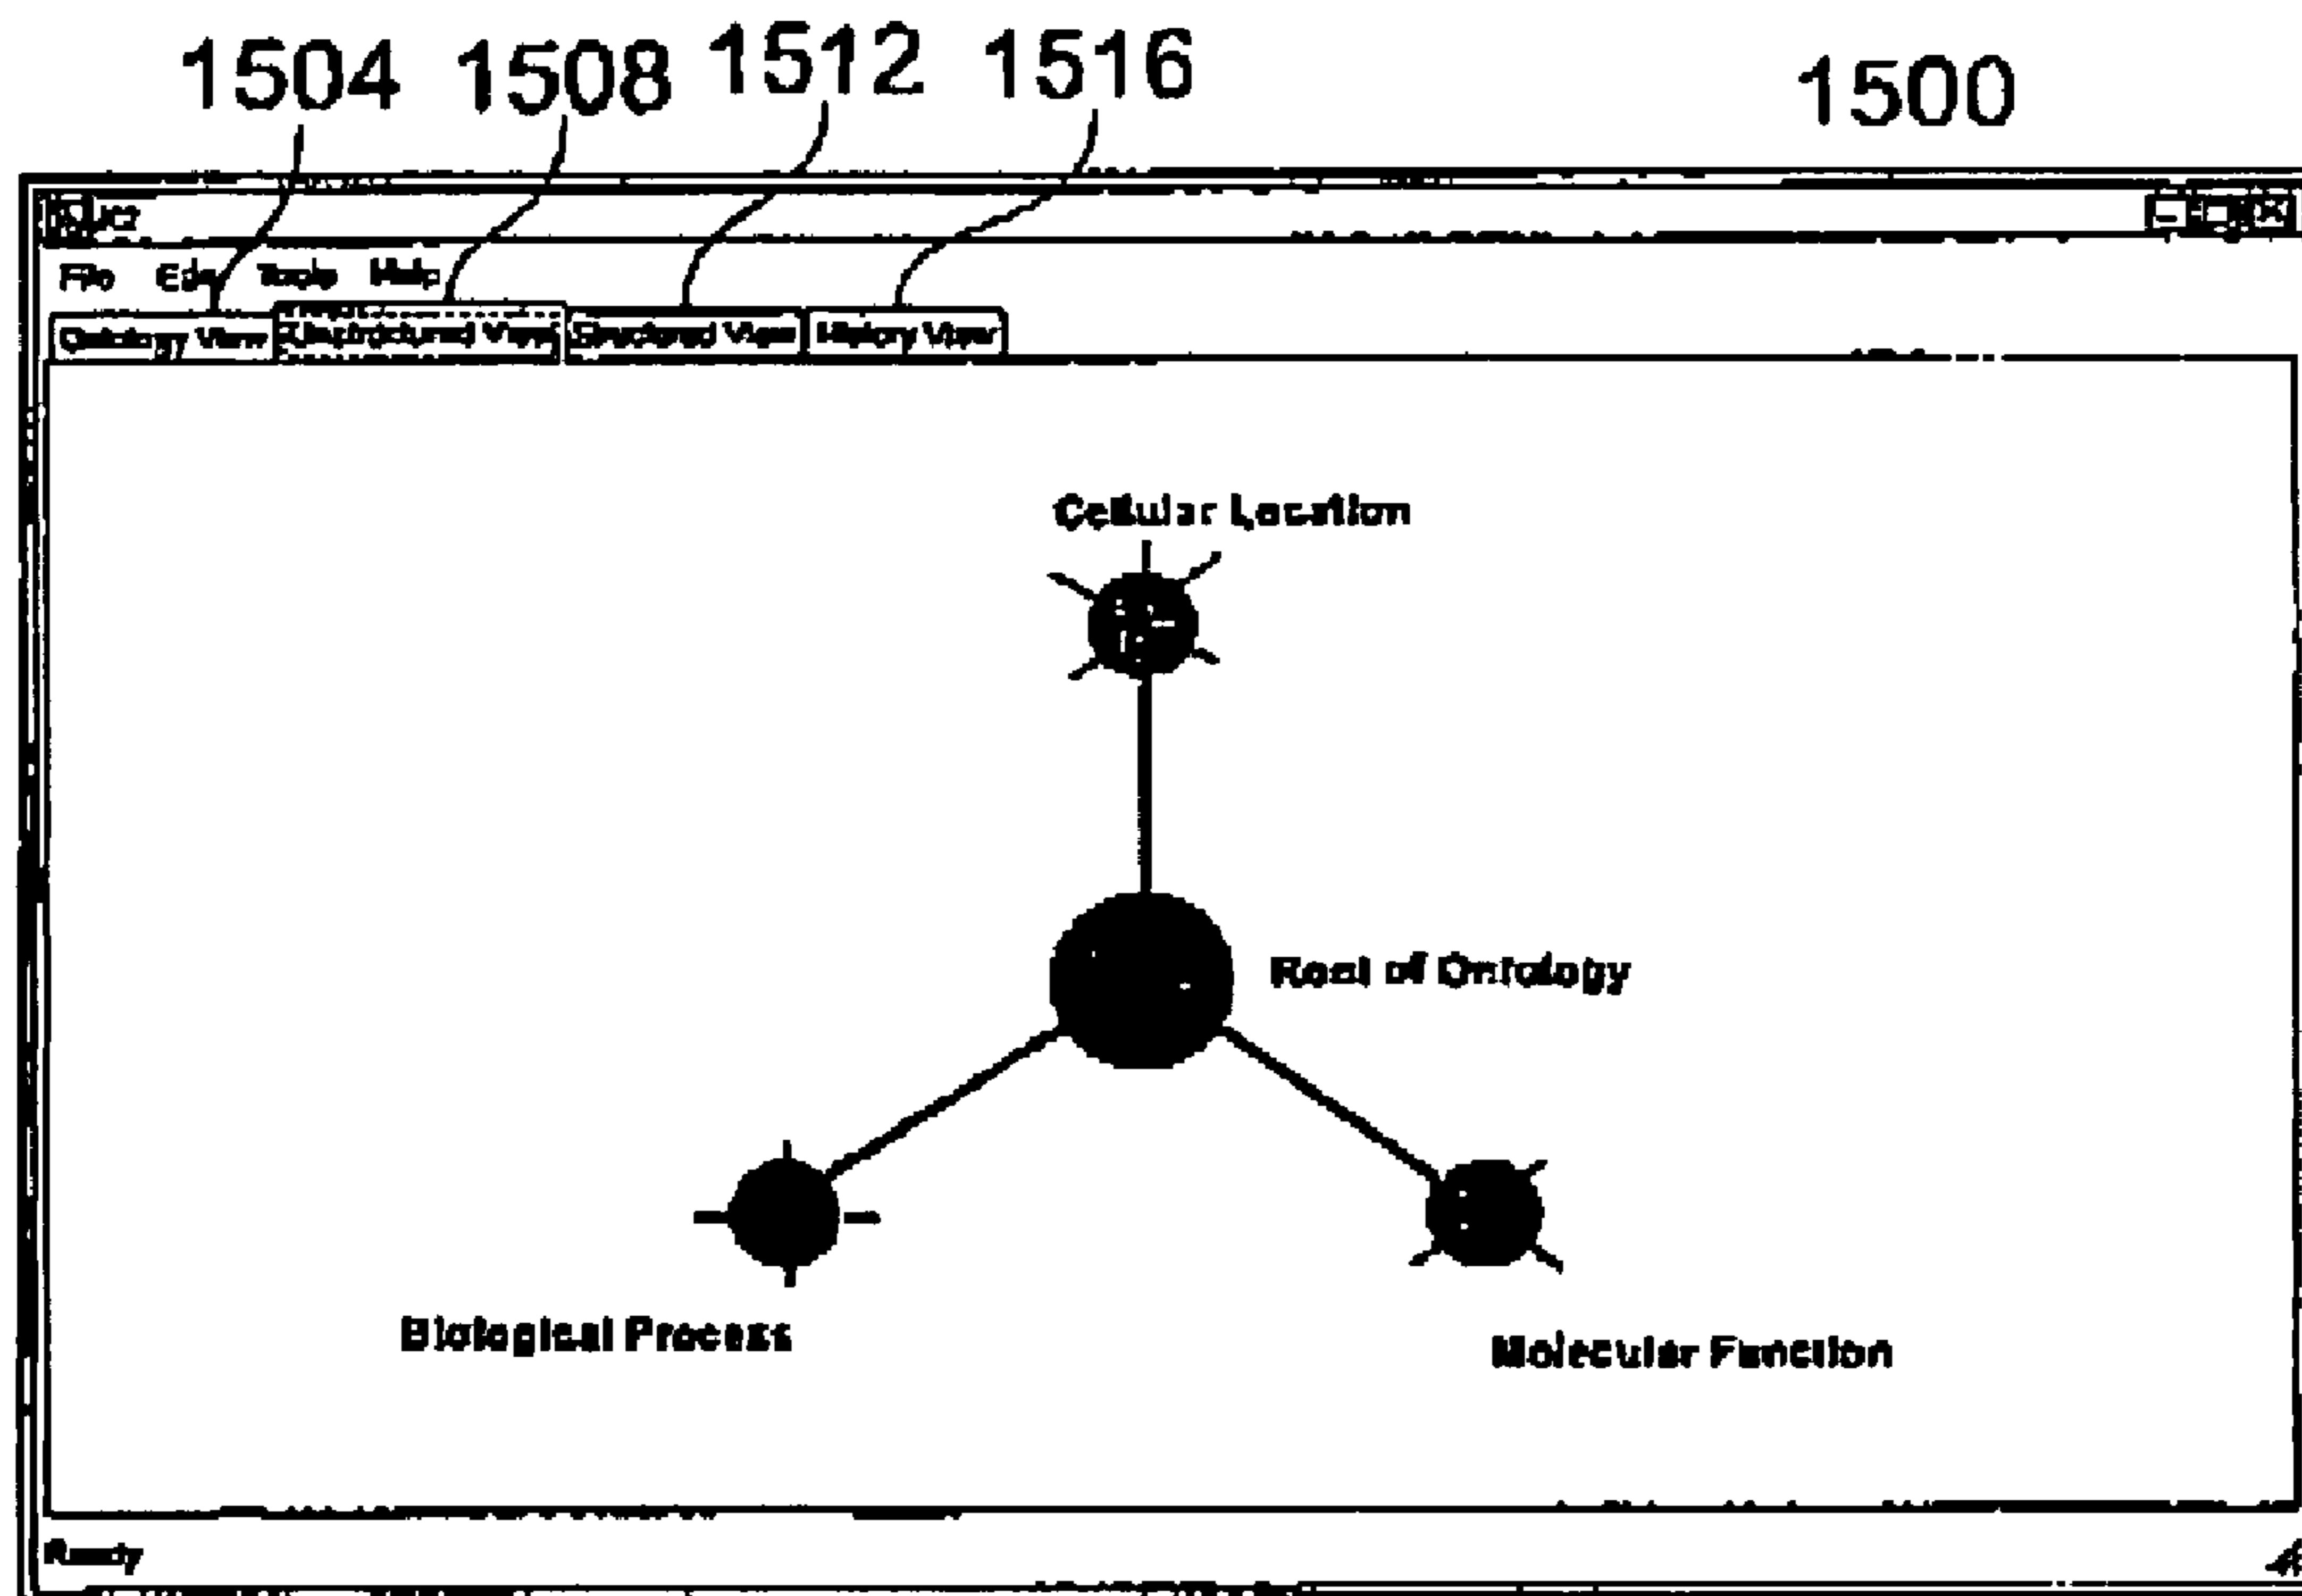 1504 1508 1512 1516 1500
File Edit Tools Help
Ontology View Unstructured View Structured View History View
Cellular Location
Root of Ontology
Biological Process
Molecular Function
Ready